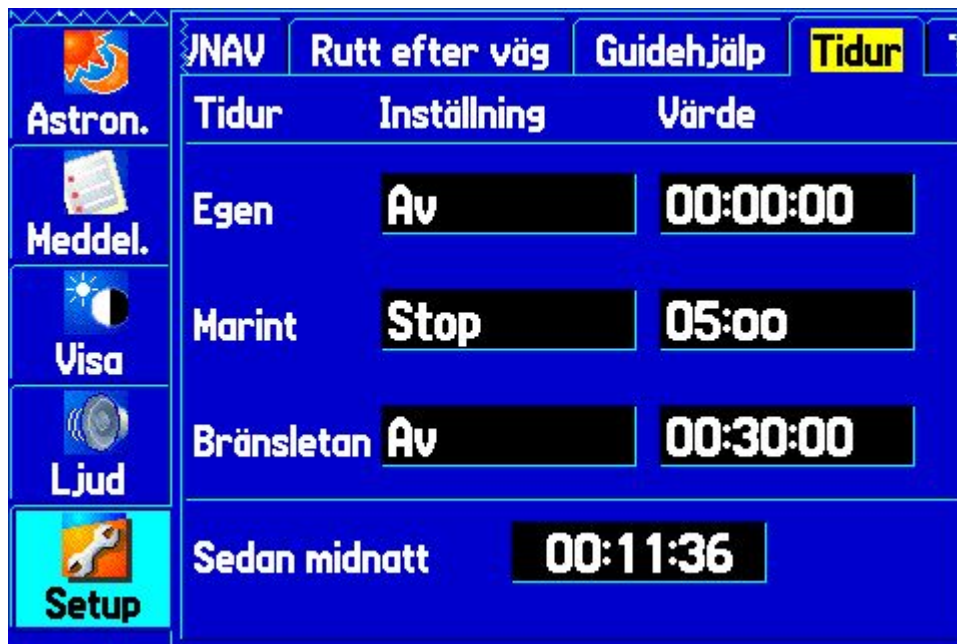 VNAV Rutt efter väg Guidehjälp Tidur
Astron.
Tidur Inställning Värde
Egen Av 00:00:00
Meddel.
Marint Stop 05:oo
Visa
Bränsletan Av 00:30:00
Ljud
Sedan midnatt 00:11:36
Setup